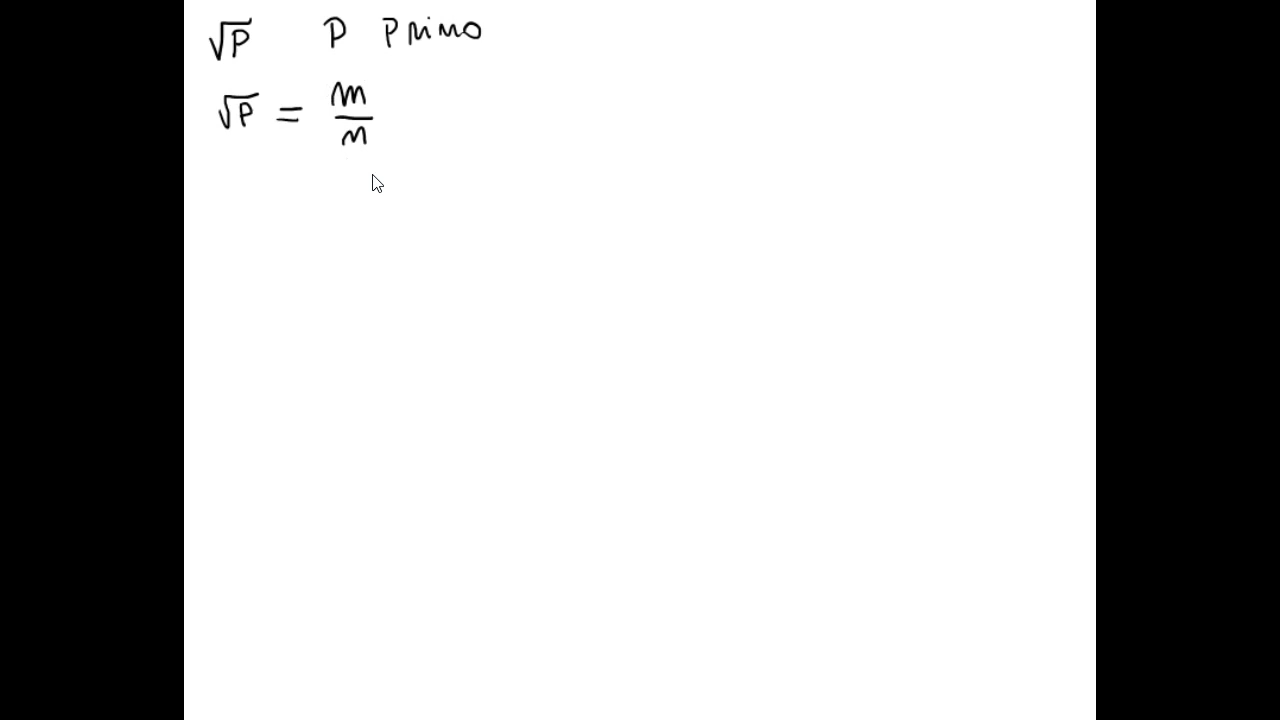 √P P PRIMO
√P = m/n